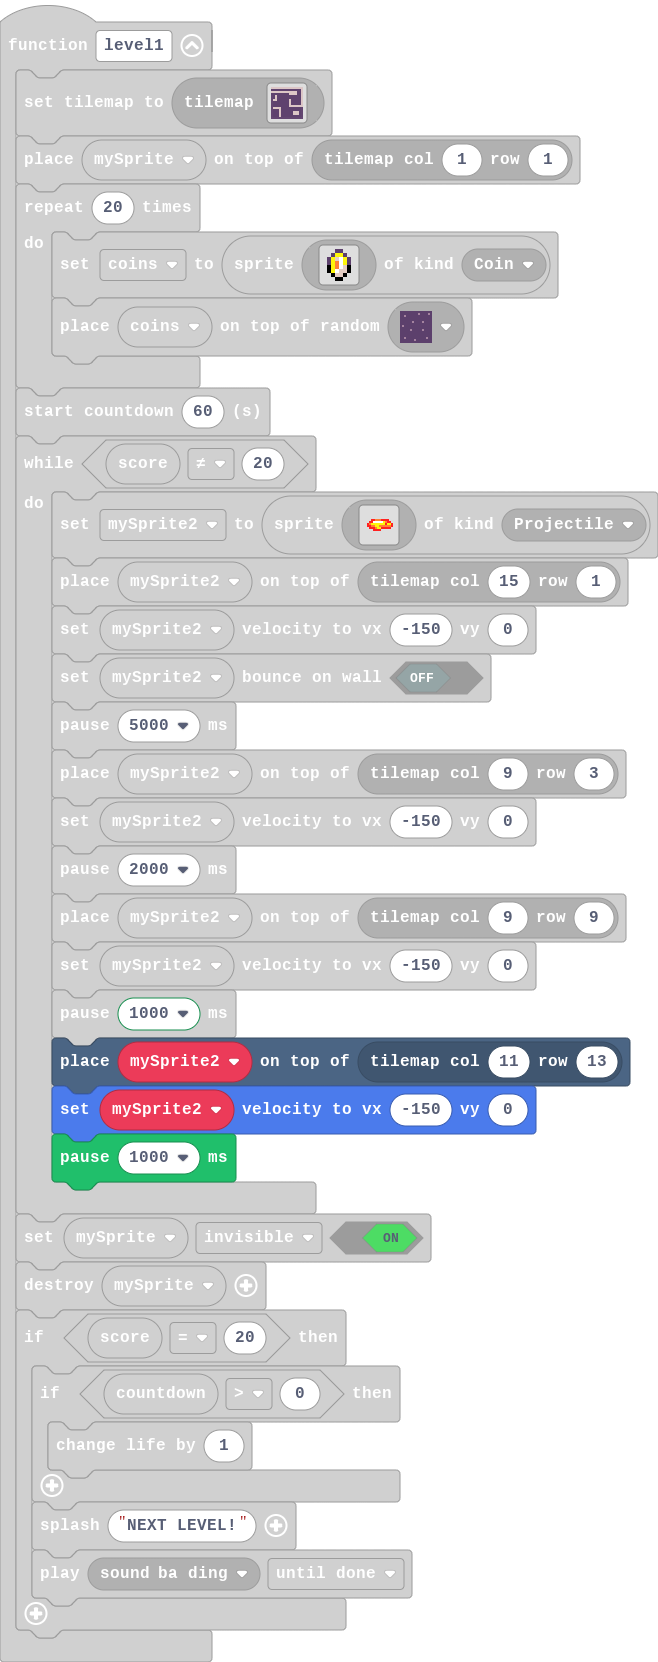 function level1
set tilemap to tilemap
place mySprite on top of tilemap col 1 row 1
repeat 20 times
do
set coins to sprite of kind Coin
place coins on top of random
start countdown 60 (s)
while score ≠ 20
do
set mySprite2 to sprite of kind Projectile
place mySprite2 on top of tilemap col 15 row 1
set mySprite2 velocity to vx -150 vy 0
set mySprite2 bounce on wall OFF
pause 5000 ms
place mySprite2 on top of tilemap col 9 row 3
set mySprite2 velocity to vx -150 vy 0
pause 2000 ms
place mySprite2 on top of tilemap col 9 row 9
set mySprite2 velocity to vx -150 vy 0
pause 1000 ms
place mySprite2 on top of tilemap col 11 row 13
set mySprite2 velocity to vx -150 vy 0
pause 1000 ms
set mySprite invisible ON
destroy mySprite
if score = 20 then
if countdown > 0 then
change life by 1
splash "NEXT LEVEL!"
play sound ba ding until done